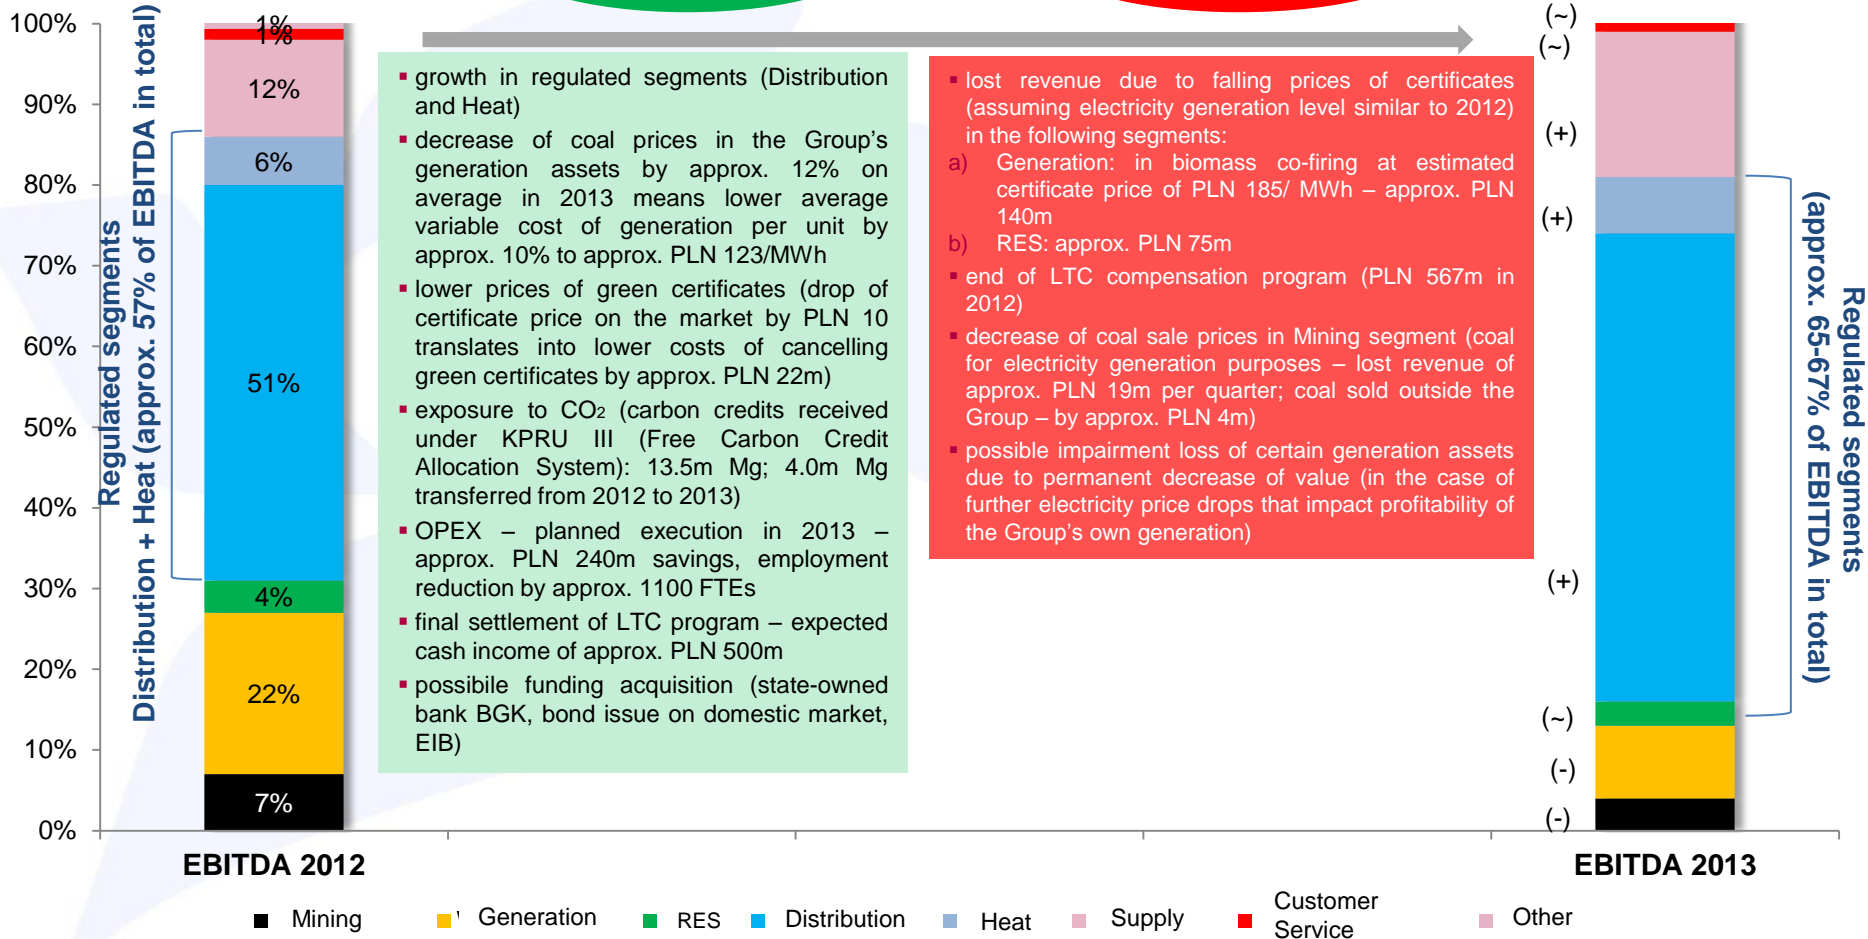 100%
90%
80%
70%
60%
50%
40%
30%
20%
10%
0%
Regulated segments
Distribution + Heat (approx. 57% of EBITDA in total)
1%
1%
12%
6%
51%
4%
22%
7%
▪ growth in regulated segments (Distribution
and Heat)
▪ decrease of coal prices in the Group's
generation assets by approx. 12% on
average in 2013 means lower average
variable cost of generation per unit by
approx. 10% to approx. PLN 123/MWh
▪ lower prices of green certificates (drop of
certificate price on the market by PLN 10
translates into lower costs of cancelling
green certificates by approx. PLN 22m)
▪ exposure to CO2 (carbon credits received
under KPRU III (Free Carbon Credit
Allocation System): 13.5m Mg; 4.0m Mg
transferred from 2012 to 2013)
▪ OPEX – planned execution in 2013 –
approx. PLN 240m savings, employment
reduction by approx. 1100 FTEs
▪ final settlement of LTC program – expected
cash income of approx. PLN 500m
▪ possibile funding acquisition (state-owned
bank BGK, bond issue on domestic market,
EIB)
▪ lost revenue due to falling prices of certificates
(assuming electricity generation level similar to 2012)
in the following segments:
a) Generation: in biomass co-firing at estimated
certificate price of PLN 185/ MWh – approx. PLN
140m
b) RES: approx. PLN 75m
▪ end of LTC compensation program (PLN 567m in
2012)
▪ decrease of coal sale prices in Mining segment (coal
for electricity generation purposes – lost revenue of
approx. PLN 19m per quarter; coal sold outside the
Group – by approx. PLN 4m)
▪ possible impairment loss of certain generation assets
due to permanent decrease of value (in the case of
further electricity price drops that impact profitability of
the Group's own generation)
(~)
(~)
(+)
(+)
(+)
(~)
(-)
(-)
Regulated segments
(approx. 65-67% of EBITDA in total)
EBITDA 2012
EBITDA 2013
Mining
Generation
RES
Distribution
Heat
Supply
Customer
Service
Other